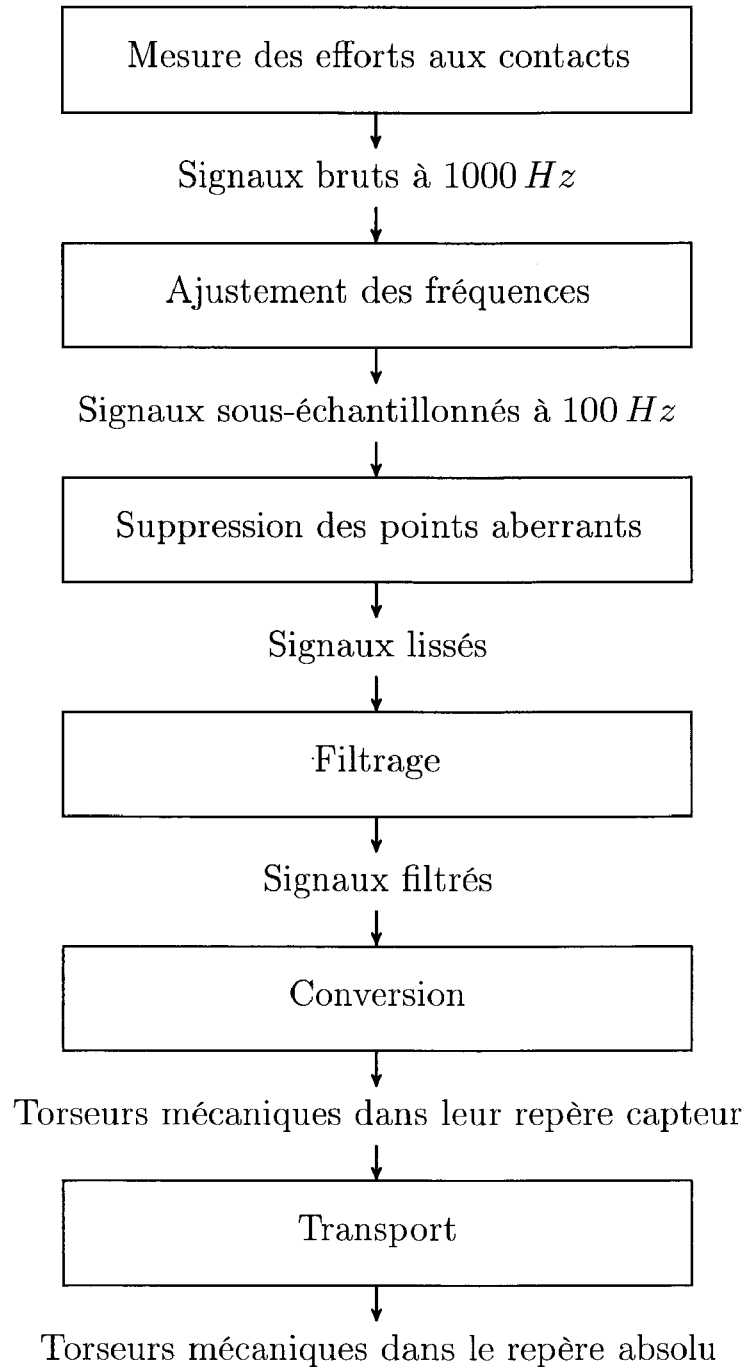 Mesure des efforts aux contacts
Signaux bruts à 1000 Hz
Ajustement des fréquences
Signaux sous-échantillonnés à 100 Hz
Suppression des points aberrants
Signaux lissés
Filtrage
Signaux filtrés
Conversion
Torseurs mécaniques dans leur repère capteur
Transport
Torseurs mécaniques dans le repère absolu